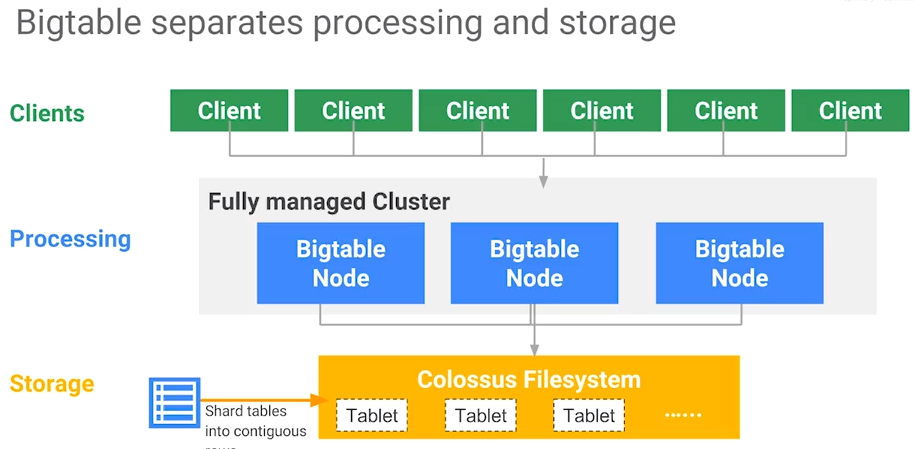 Bigtable separates processing and storage
Clients
Client Client Client Client Client Client
Fully managed Cluster
Processing
Bigtable Node
Bigtable Node
Bigtable Node
Storage
Colossus Filesystem
Tablet Tablet Tablet ......
Shard tables
into contiguous